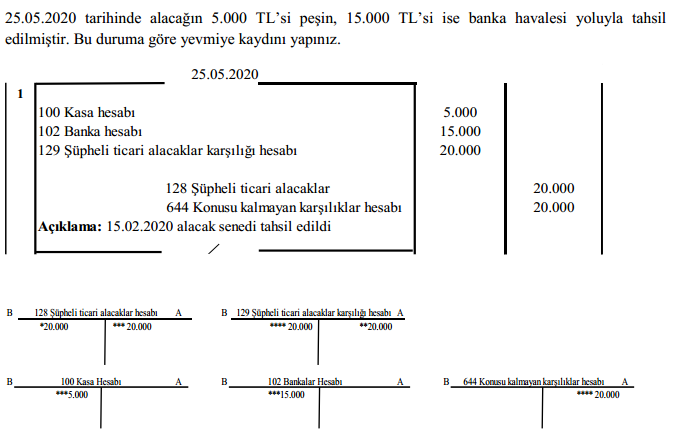 25.05.2020 tarihinde alacağın 5.000 TL’si peşin, 15.000 TL’si ise banka havalesi yoluyla tahsil
edilmiştir. Bu duruma göre yevmiye kaydını yapınız.
25.05.2020
1
100 Kasa hesabı 5.000
102 Banka hesabı 15.000
129 Şüpheli ticari alacaklar karşılığı hesabı 20.000
128 Şüpheli ticari alacaklar 20.000
644 Konusu kalmayan karşılıklar hesabı 20.000
Açıklama: 15.02.2020 alacak senedi tahsil edildi
B 128 Şüpheli ticari alacaklar hesabı A B 129 Şüpheli ticari alacaklar karşılığı hesabı A
*20.000 *** 20.000 **** 20.000 **20.000
B 100 Kasa Hesabı A B 102 Bankalar Hesabı A B 644 Konusu kalmayan karşılıklar hesabı A
***5.000 ***15.000 **** 20.000